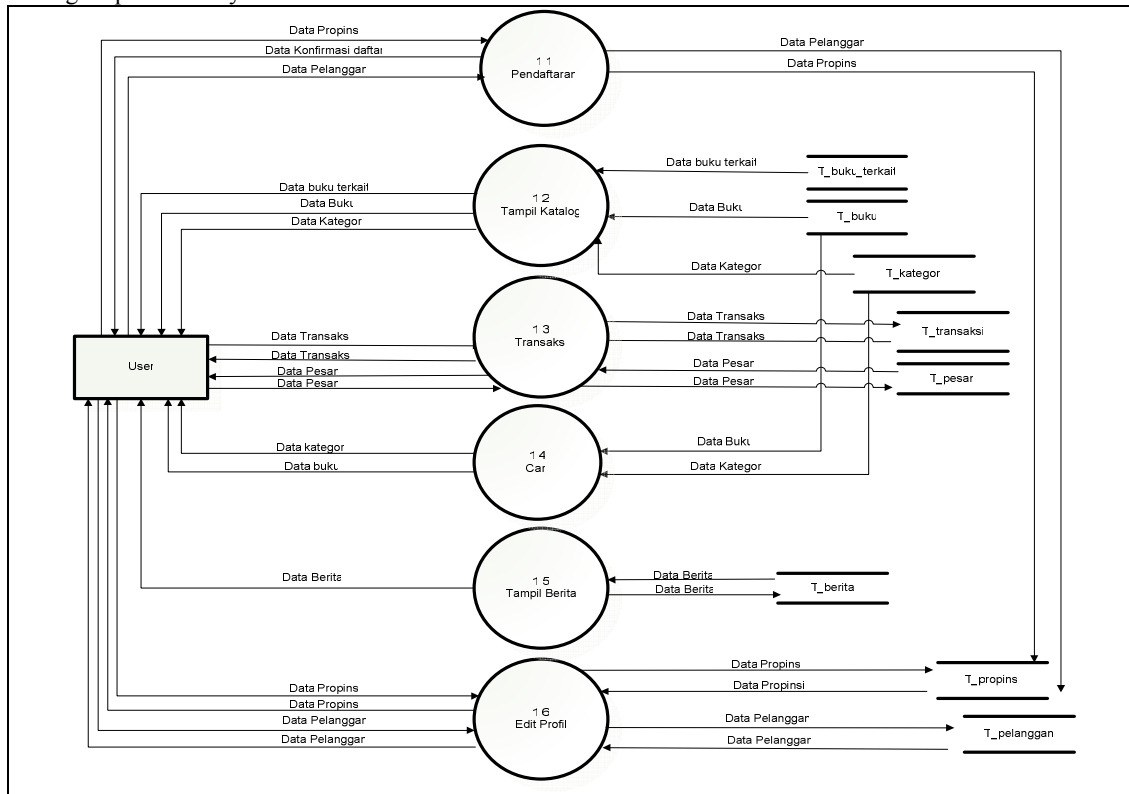 Data Propins
Data Konfirmasi daftar
Data Pelanggar
1 1
Pendaftarar
Data Pelanggar
Data Propins
Data buku terkait
Data Buku
Data Kategor
1 2
Tampil Katalog
Data buku terkait
T_buku_terkait
Data Buku
T_buku
Data Kategor
T_kategor
User
Data Transaks
Data Transaks
Data Pesar
Data Pesar
1 3
Transaks
Data Transaks
Data Transaks
T_transaksi
Data Pesar
Data Pesar
T_pesar
Data kategor
Data buku
1 4
Car
Data Buku
Data Kategor
Data Berita
1 5
Tampil Berita
Data Berita
Data Berita
T_berita
Data Propins
Data Propins
Data Pelanggar
Data Pelanggar
1 6
Edit Profil
Data Propins
Data Propinsi
T_propins
Data Pelanggar
Data Pelanggar
T_pelanggan